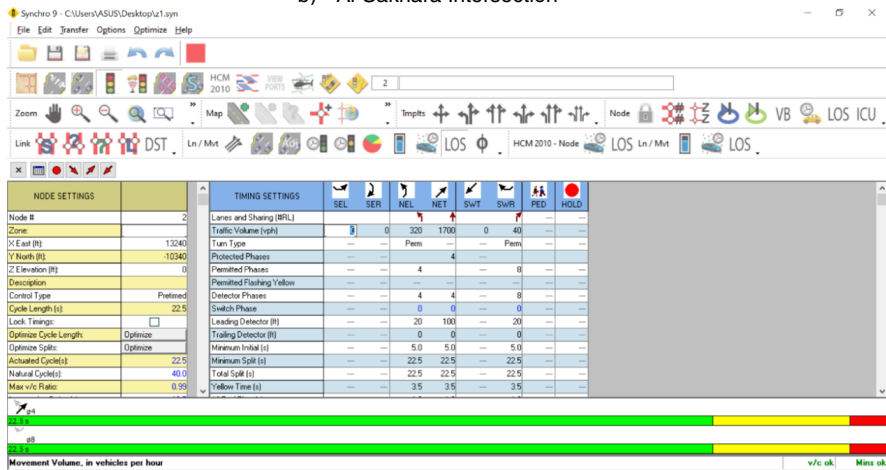 b) Al Sakhara Intersection
Synchro 9 - C:\Users\ASUS\Desktop\z1.syn
File Edit Transfer Options Optimize Help
HCM 2010 VIEW PORTS 2
Zoom Map Tmplts Node VB LOS ICU
Link DST Ln / Mvt Adj LOS Φ HCM 2010 - Node LOS Ln / Mvt LOS
NODE SETTINGS
Node # 2
Zone:
X East (ft): 13240
Y North (ft): -10340
Z Elevation (ft): 0
Description
Control Type Pretimed
Cycle Length (s): 22.5
Lock Timings:
Optimize Cycle Length: Optimize
Optimize Splits: Optimize
Actuated Cycle(s): 22.5
Natural Cycle(s): 40.0
Max v/c Ratio: 0.99
TIMING SETTINGS SEL SER NEL NET SWT SWR PED HOLD
Lanes and Sharing (#RL)
Traffic Volume (vph) 0 0 320 1700 0 40 — —
Turn Type — — Perm — — Perm — —
Protected Phases — — 4 — — —
Permitted Phases — — 4 — 8 — —
Permitted Flashing Yellow — — — — — — — —
Detector Phases — — 4 4 — 8 — —
Switch Phase — — 0 0 — 0 — —
Leading Detector (ft) — — 20 100 — 20 — —
Trailing Detector (ft) — — 0 0 — 0 — —
Minimum Initial (s) — — 5.0 5.0 — 5.0 — —
Minimum Split (s) — — 22.5 22.5 — 22.5 — —
Total Split (s) — — 22.5 22.5 — 22.5 — —
Yellow Time (s) — — 3.5 3.5 — 3.5 — —
ø4
22.5 s
ø8
22.5 s
Movement Volume, in vehicles per hour v/c ok Mins ok